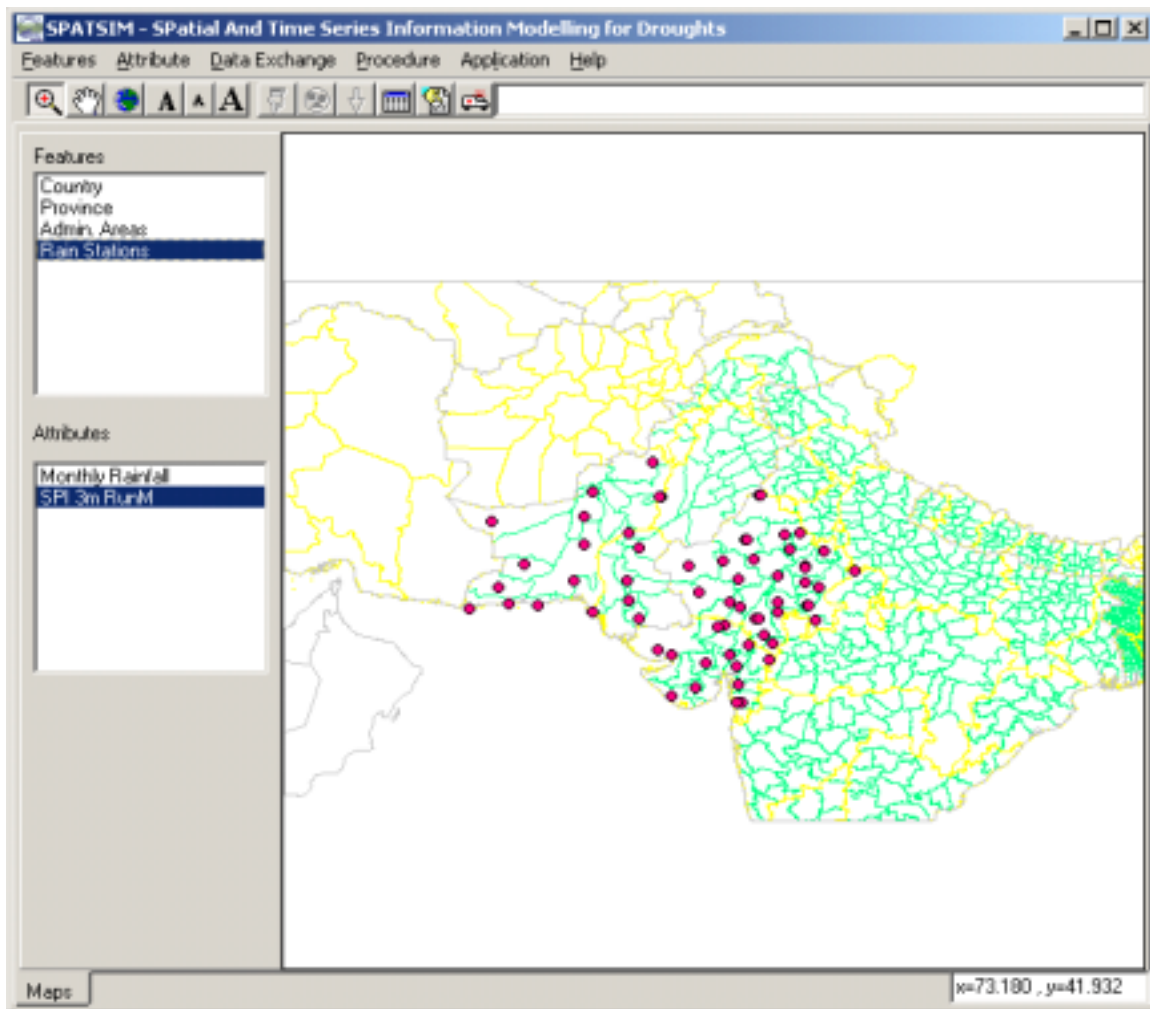 SPATSIM - SPatial And Time Series Information Modelling for Droughts
Features Attribute Data Exchange Procedure Application Help
A A A
Features
Country
Province
Admin. Areas
Rain Stations
Attributes
Monthly Rainfall
SPI 3m RunM
Maps
x=73.180 , y=41.932